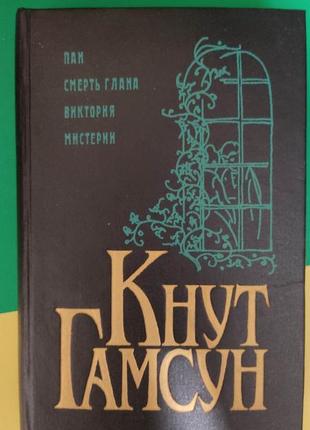 ПАН
СМЕРТЬ ГЛАНА
ВИКТОРИЯ
МИСТЕРИИ
КНУТ
ГАМСУН